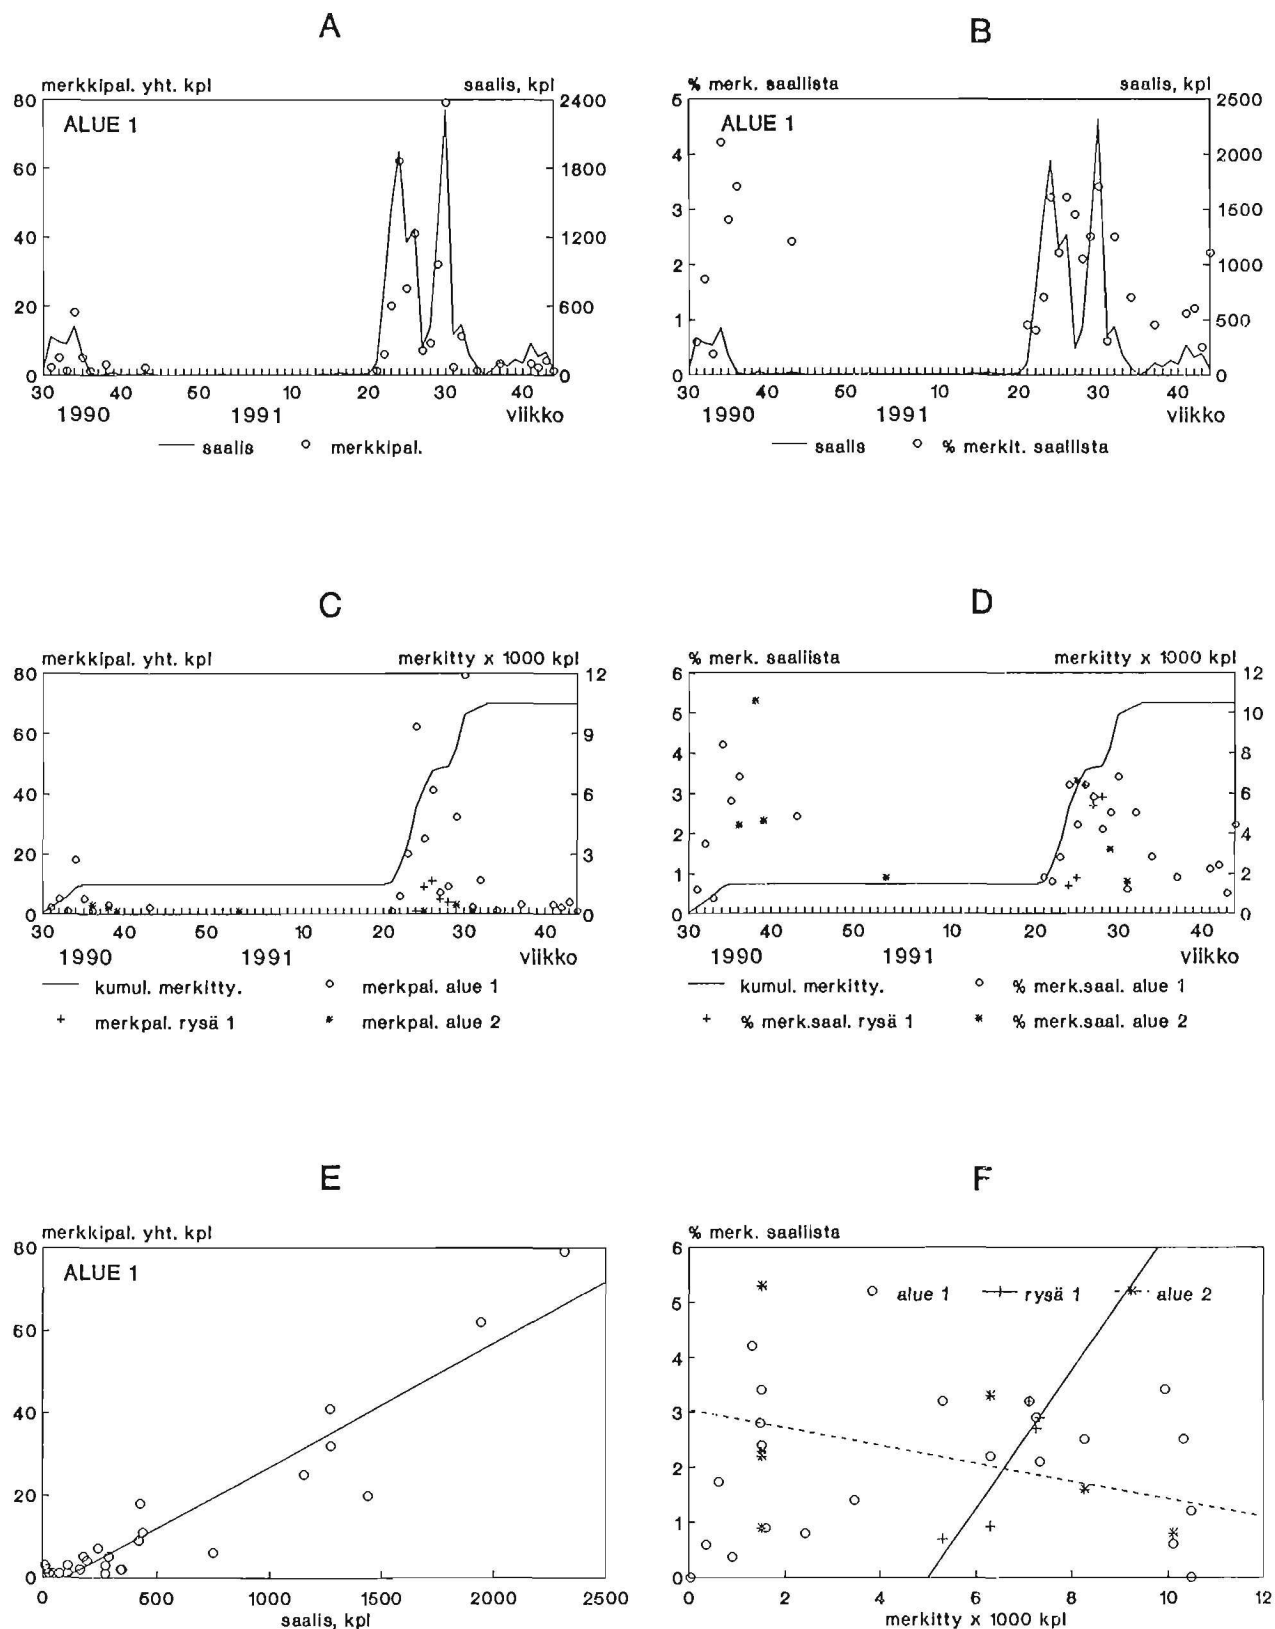 A
merkkipal. yht. kpl saalis, kpl
80 2400
ALUE 1
60 1800
40 1200
20 600
0 0
30 40 50 10 20 30 40
1990 1991 viikko
saalis merkkipal.
B
% merk. saaliista saalis, kpl
6 2500
ALUE 1
5 2000
4
3 1500
2 1000
1 500
0 0
30 40 50 10 20 30 40
1990 1991 viikko
saalis % merkit. saaliista
C
merkkipal. yht. kpl merkitty x 1000 kpl
80 12
60 9
40 6
20 3
0 0
30 40 50 10 20 30 40
1990 1991 viikko
kumul. merkitty. merkpal. alue 1
merkpal. rysä 1 merkpal. alue 2
D
% merk. saaliista merkitty x 1000 kpl
6 12
5 10
4 8
3 6
2 4
1 2
0 0
30 40 50 10 20 30 40
1990 1991 viikko
kumul. merkitty. % merk.saal. alue 1
% merk.saal. rysä 1 % merk.saal. alue 2
E
merkkipal. yht. kpl
80
ALUE 1
60
40
20
0
0 500 1000 1500 2000 2500
saalis, kpl
F
% merk. saaliista
6
alue 1 rysä 1 alue 2
5
4
3
2
1
0
0 2 4 6 8 10 12
merkitty x 1000 kpl